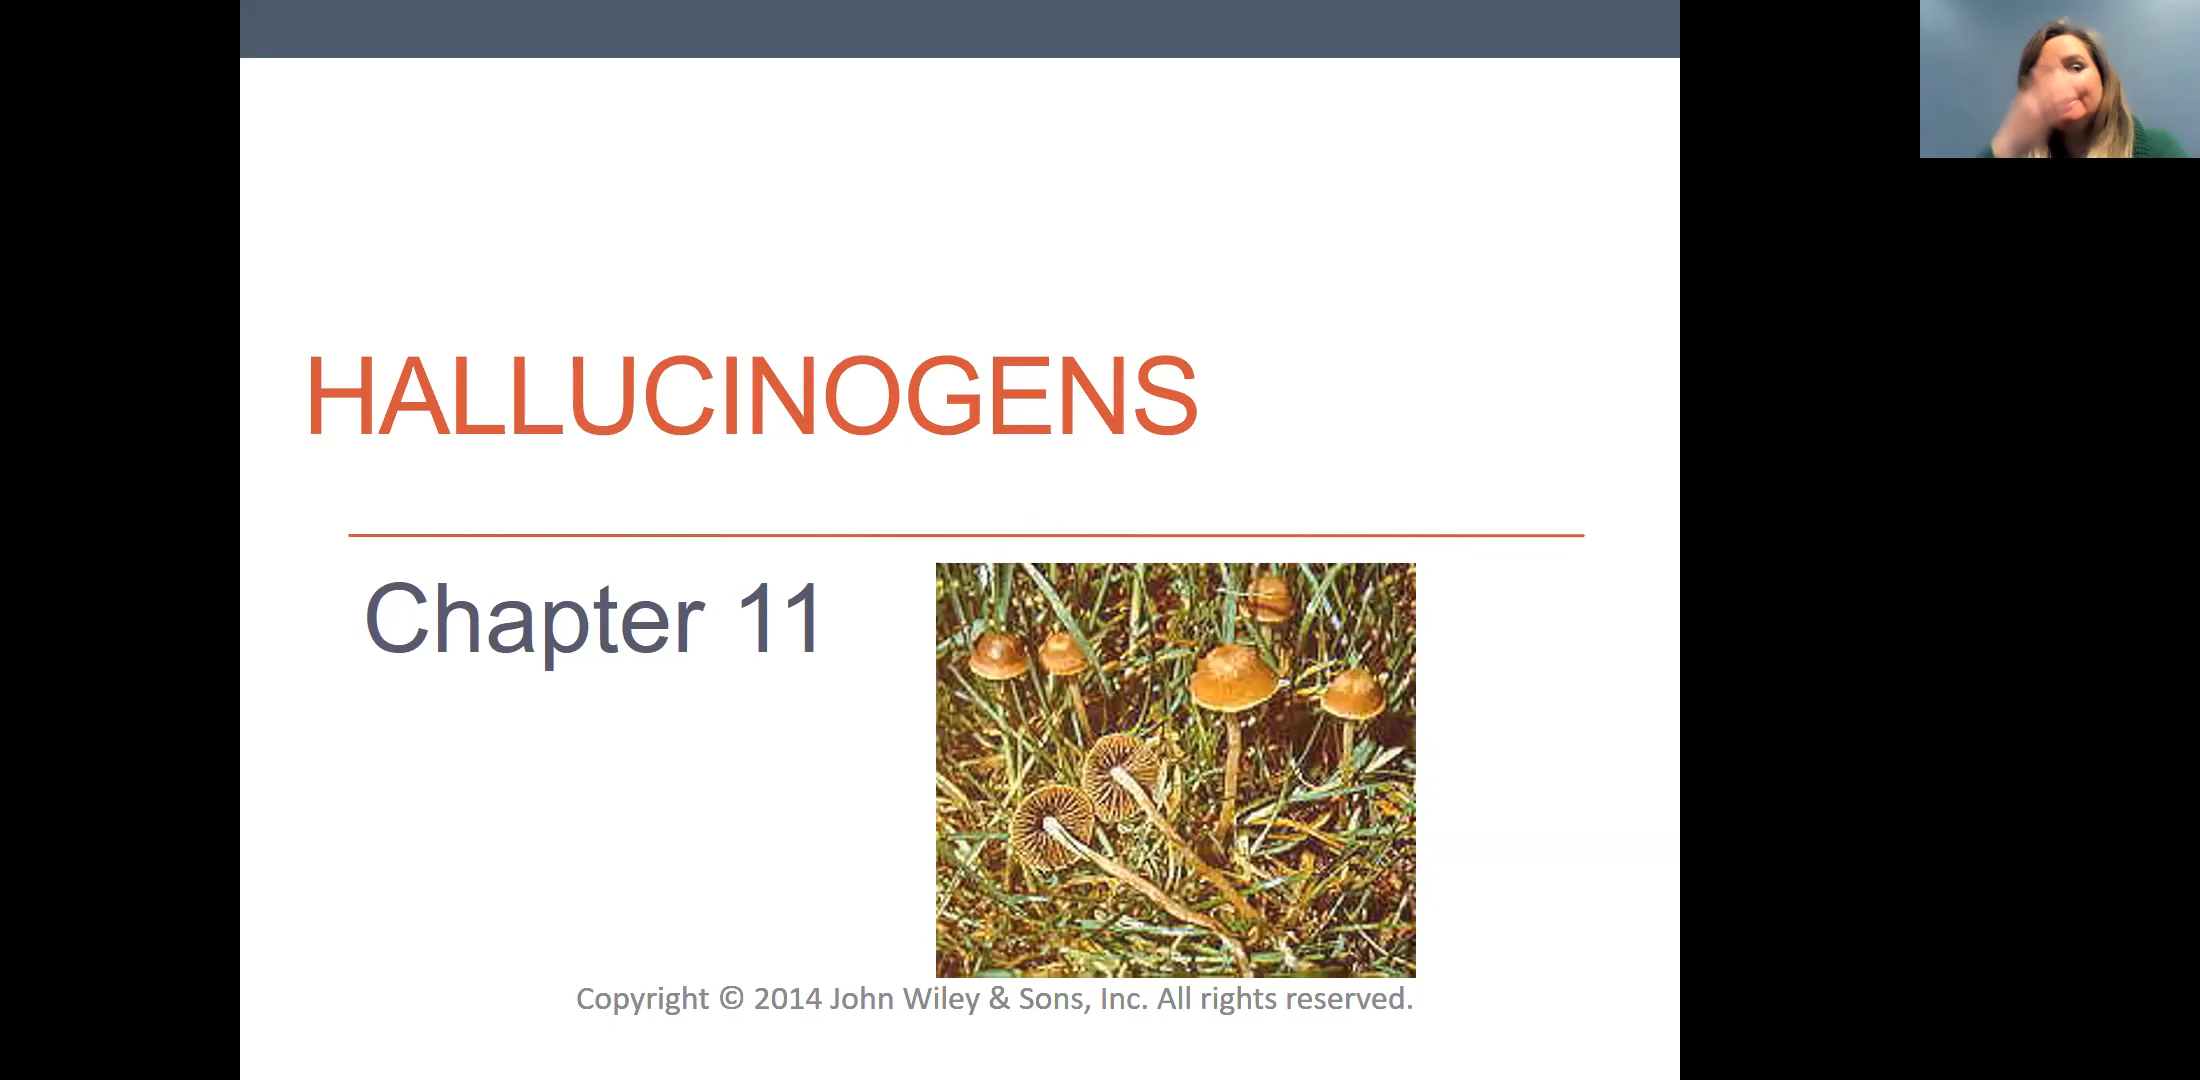 HALLUCINOGENS
Chapter 11
Copyright © 2014 John Wiley & Sons, Inc. All rights reserved.